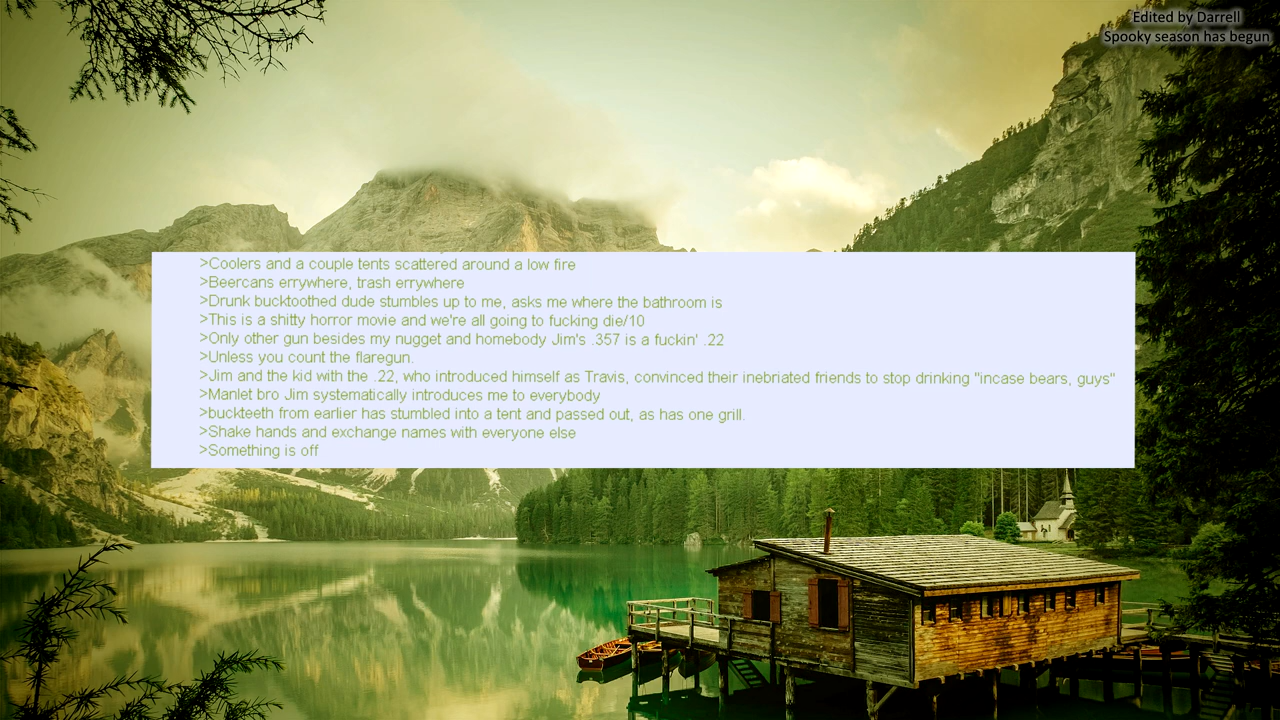 Edited by Darrell
Spooky season has begun
>Coolers and a couple tents scattered around a low fire
>Beercans errywhere, trash errywhere
>Drunk bucktoothed dude stumbles up to me, asks me where the bathroom is
>This is a shitty horror movie and we're all going to fucking die/10
>Only other gun besides my nugget and homebody Jim's .357 is a fuckin' .22
>Unless you count the flaregun.
>Jim and the kid with the .22, who introduced himself as Travis, convinced their inebriated friends to stop drinking "incase bears, guys"
>Manlet bro Jim systematically introduces me to everybody
>buckteeth from earlier has stumbled into a tent and passed out, as has one grill.
>Shake hands and exchange names with everyone else
>Something is off